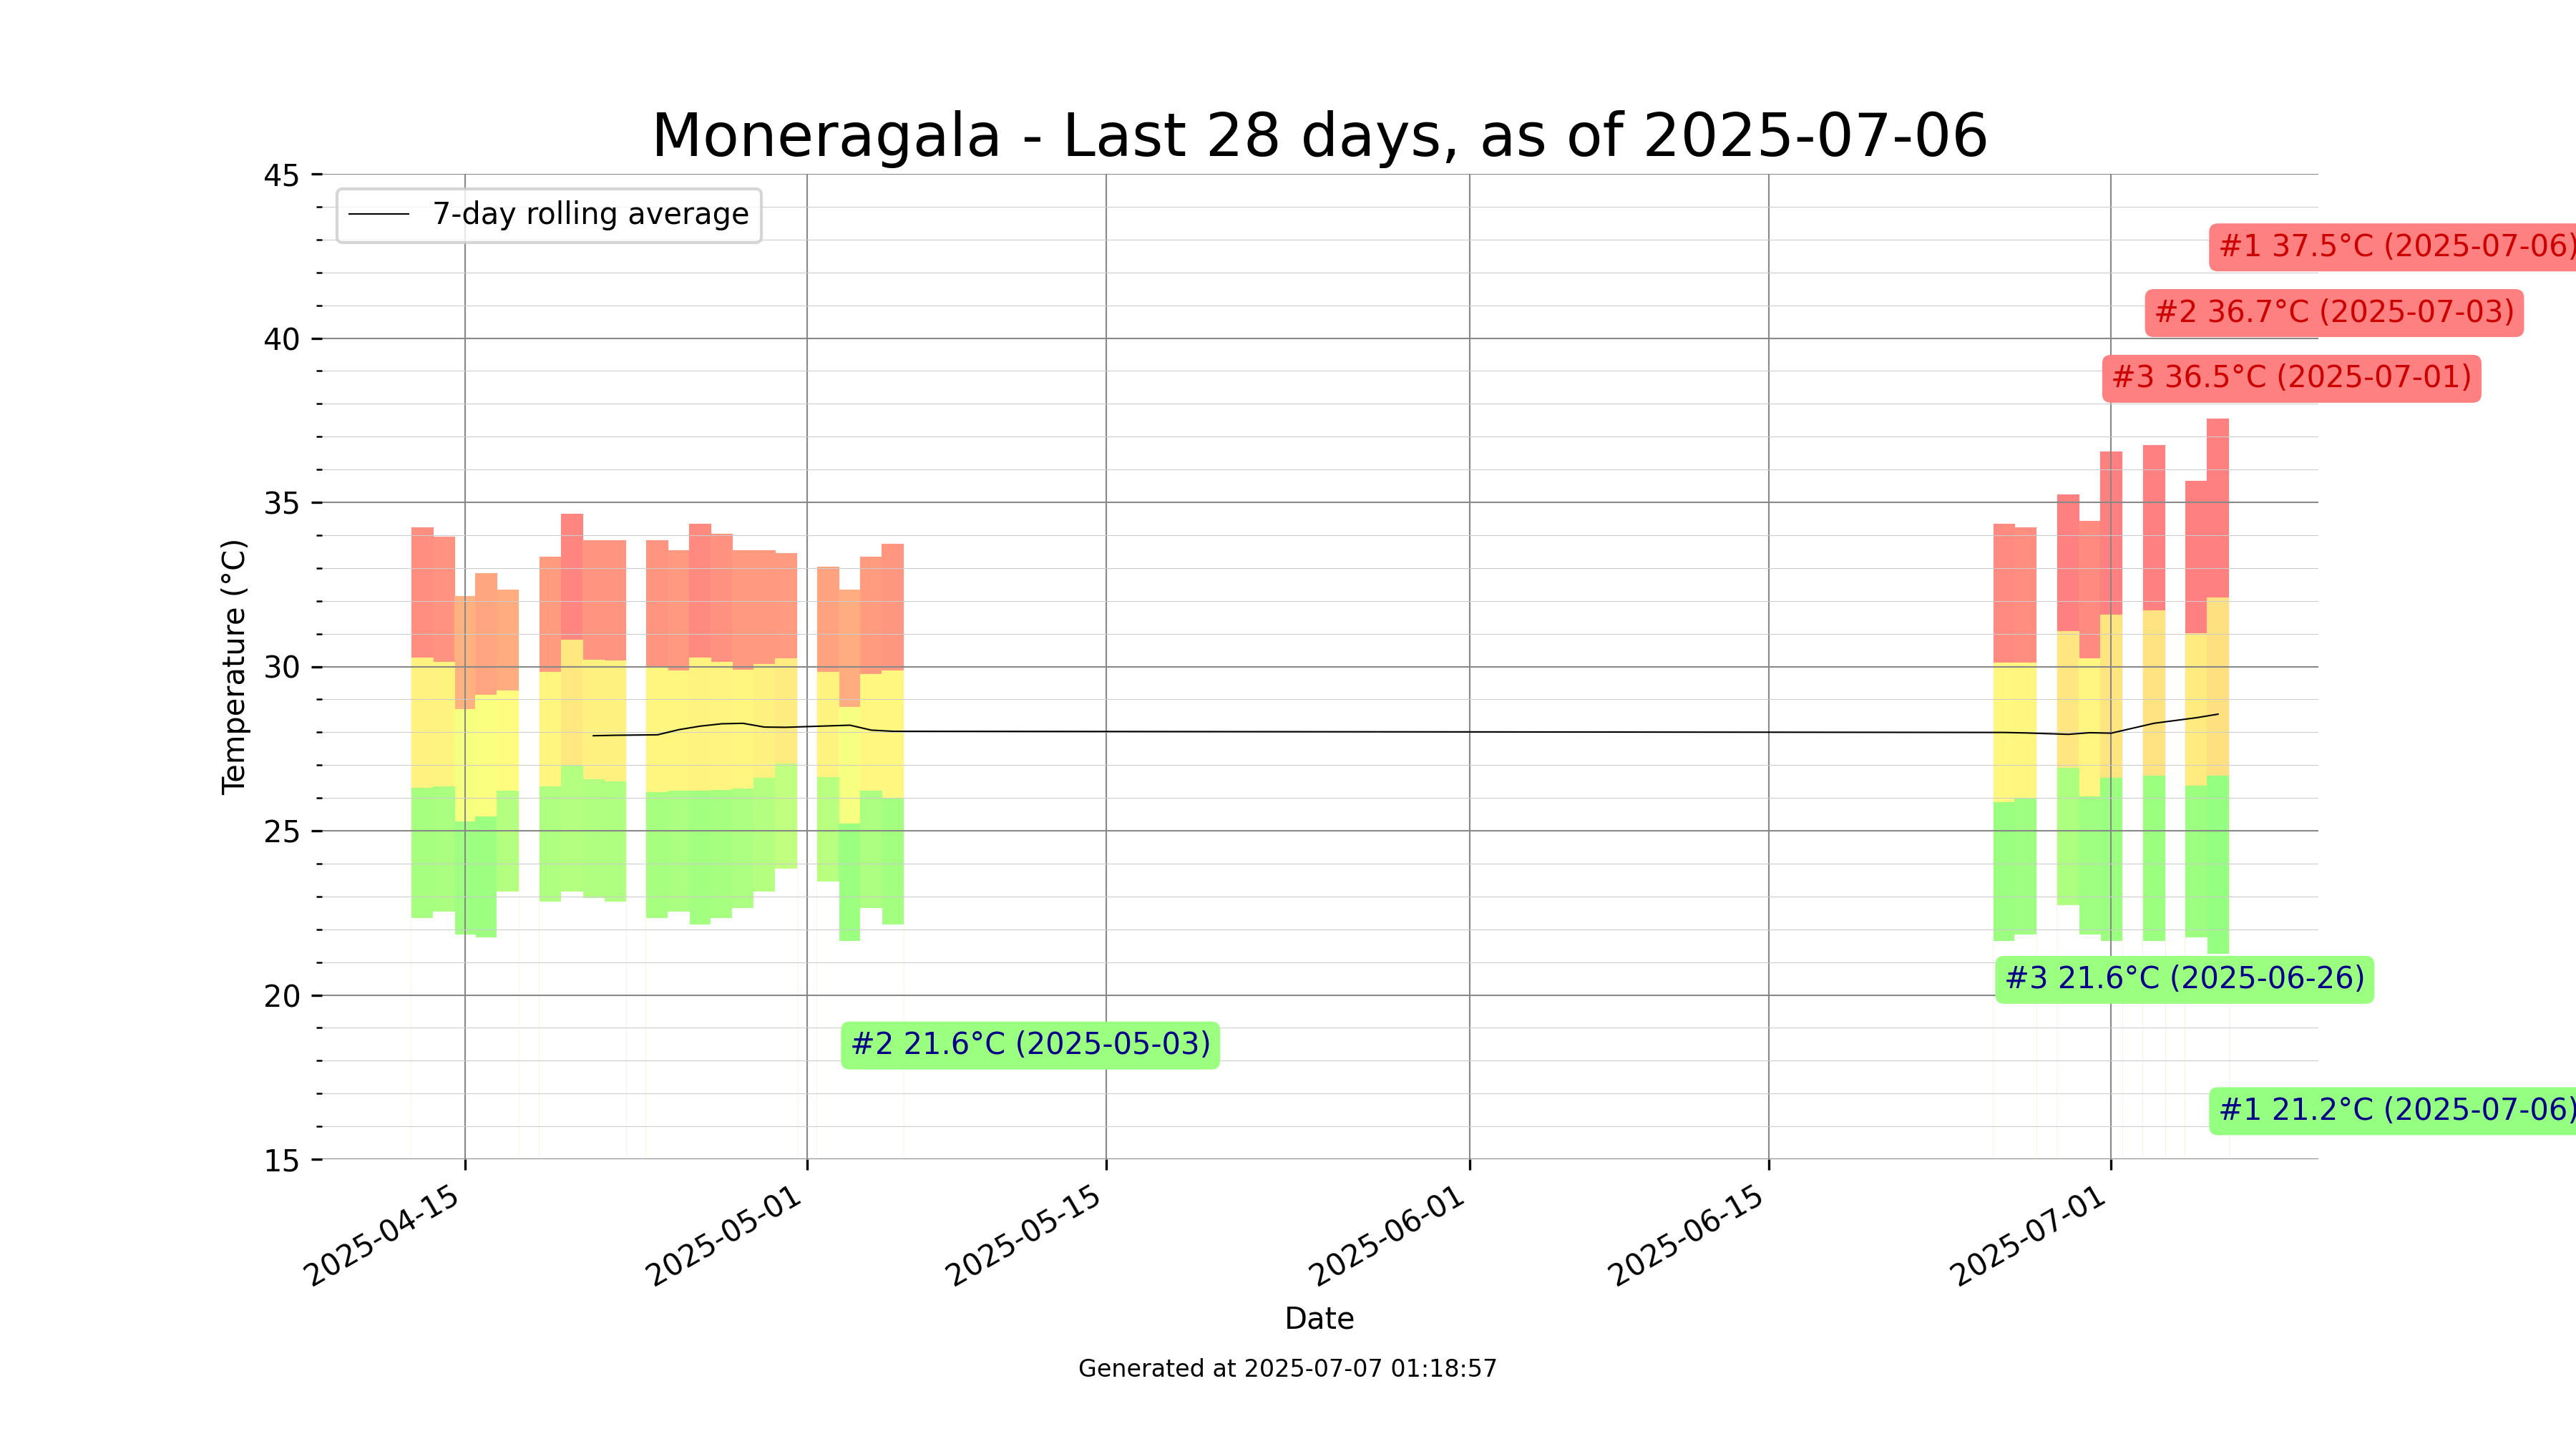 Moneragala - Last 28 days, as of 2025-07-06
45
7-day rolling average
#1 37.5°C (2025-07-06)
#2 36.7°C (2025-07-03)
40
#3 36.5°C (2025-07-01)
35
Temperature (°C)
30
25
20
#3 21.6°C (2025-06-26)
#2 21.6°C (2025-05-03)
#1 21.2°C (2025-07-06)
15
2025-04-15
2025-05-01
2025-05-15
2025-06-01
2025-06-15
2025-07-01
Date
Generated at 2025-07-07 01:18:57